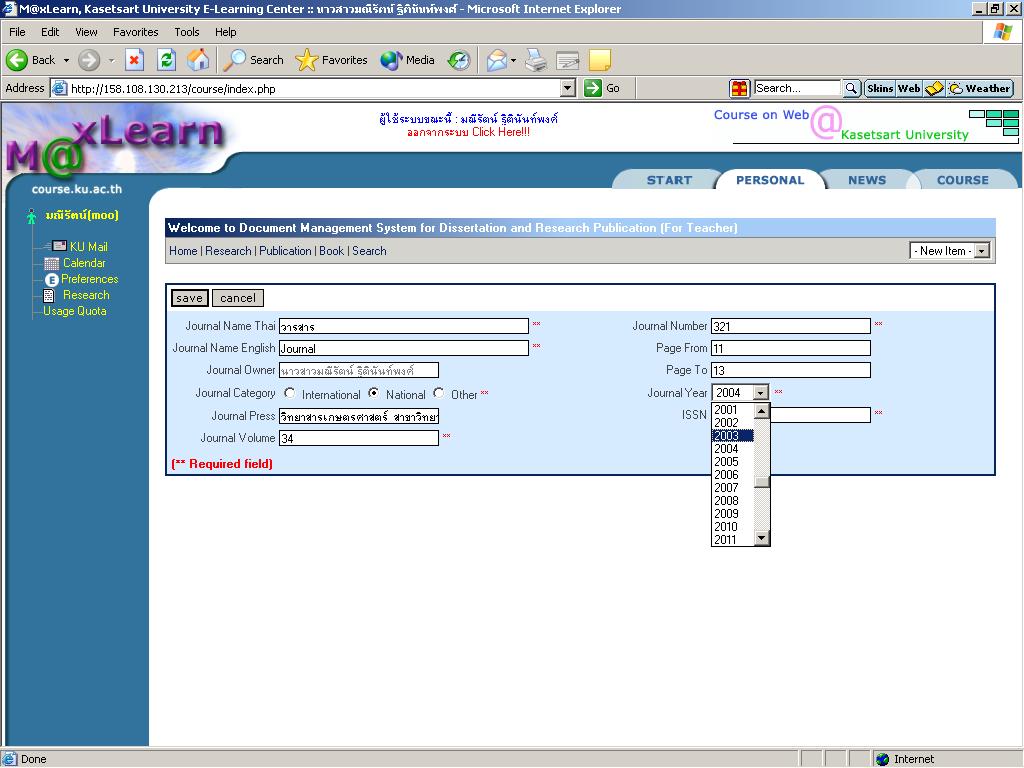 M@xLearn, Kasetsart University E-Learning Center :: นางสาวมณีรัตน์ ฐิตินันท์พงศ์ - Microsoft Internet Explorer
File Edit View Favorites Tools Help
Back Search Favorites Media
Address http://158.108.130.213/course/index.php Go Search... Skins Web Weather
M@xLearn
course.ku.ac.th
ผู้ใช้ระบบขณะนี้ : มณีรัตน์ ฐิตินันท์พงศ์
ออกจากระบบ Click Here!!!
Course on Web @ Kasetsart University
START PERSONAL NEWS COURSE
มณีรัตน์(moo)
KU Mail
Calendar
Preferences
Research
Usage Quota
Welcome to Document Management System for Dissertation and Research Publication (For Teacher)
Home | Research | Publication | Book | Search - New Item -
save cancel
Journal Name Thai วารสาร ** Journal Number 321 **
Journal Name English Journal ** Page From 11
Journal Owner นางสาวมณีรัตน์ ฐิตินันท์พงศ์ Page To 13
Journal Category International National Other ** Journal Year 2004 **
Journal Press วิทยาสารเกษตรศาสตร์ สาขาวิทยา ISSN **
Journal Volume 34 **
(** Required field)
2001
2002
2003
2004
2005
2006
2007
2008
2009
2010
2011
Done Internet